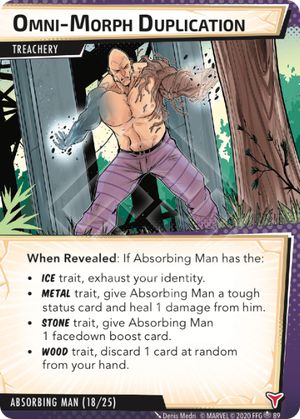 OMNI-MORPH DUPLICATION
TREACHERY
When Revealed: If Absorbing Man has the:
• ICE trait, exhaust your identity.
• METAL trait, give Absorbing Man a tough
status card and heal 1 damage from him.
• STONE trait, give Absorbing Man
1 facedown boost card.
• WOOD trait, discard 1 card at random
from your hand.
ABSORBING MAN (18/25)
Denis Medri © MARVEL © 2020 FFG 89